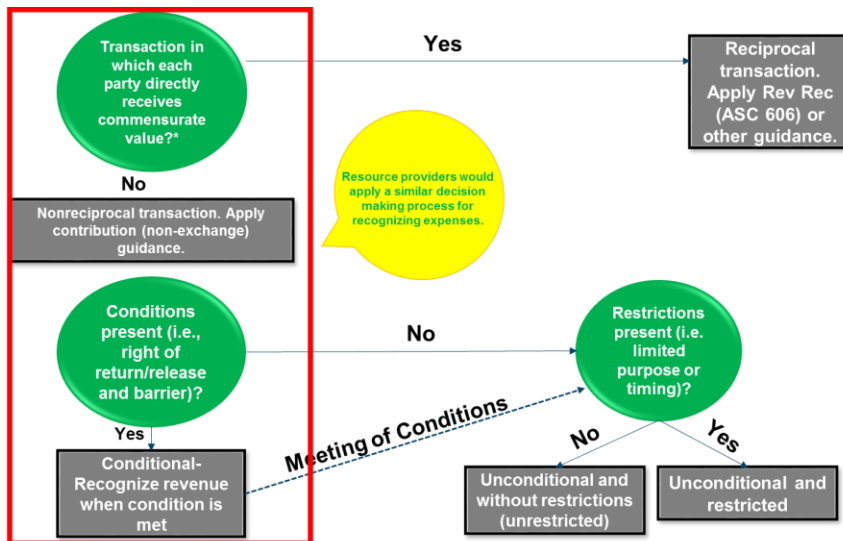 Transaction in
which each
party directly
receives
commensurate
value?*
Yes
Reciprocal
transaction.
Apply Rev Rec
(ASC 606) or
other guidance.
No
Nonreciprocal transaction. Apply
contribution (non-exchange)
guidance.
Resource providers would
apply a similar decision
making process for
recognizing expenses.
Conditions
present (i.e.,
right of
return/release
and barrier)?
No
Restrictions
present (i.e.
limited
purpose or
timing)?
Yes
Conditional-
Recognize revenue
when condition is
met
Meeting of Conditions
No
Yes
Unconditional and
without restrictions
(unrestricted)
Unconditional and
restricted